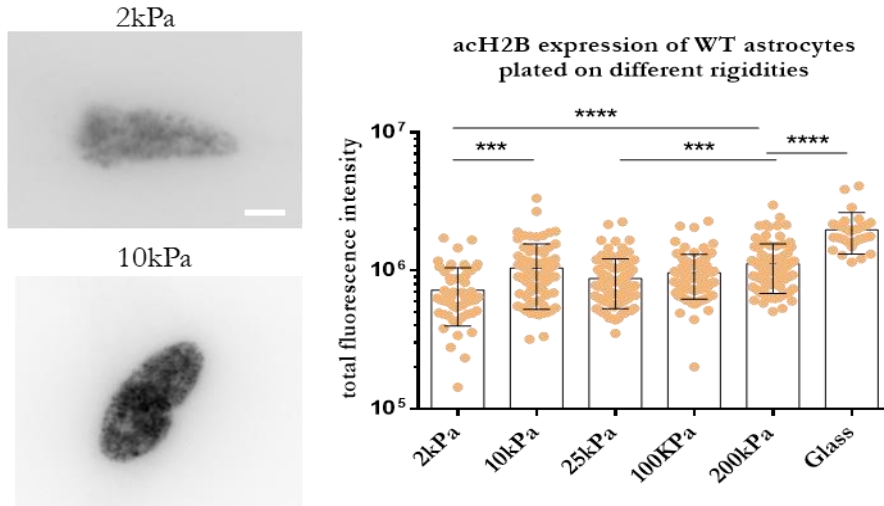 2kPa
10kPa
acH2B expression of WT astrocytes
plated on different rigidities
****
*** *** ****
10⁷
10⁶
10⁵
total fluorescence intensity
2kPa 10kPa 25kPa 100KPa 200kPa Glass